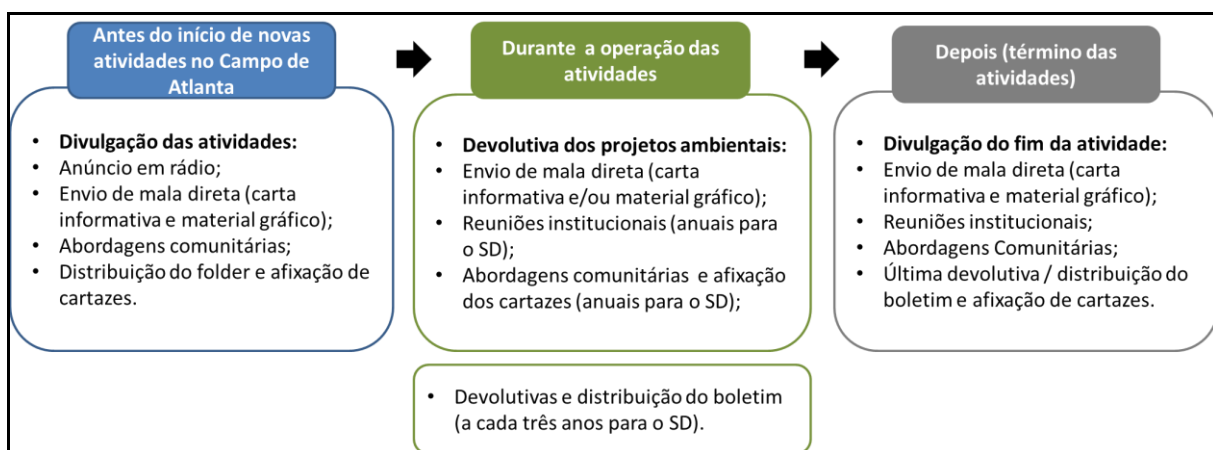 Antes do início de novas
atividades no Campo de
Atlanta
• Divulgação das atividades:
• Anúncio em rádio;
• Envio de mala direta (carta
informativa e material gráfico);
• Abordagens comunitárias;
• Distribuição do folder e afixação de
cartazes.
Durante a operação das
atividades
• Devolutiva dos projetos ambientais:
• Envio de mala direta (carta
informativa e/ou material gráfico);
• Reuniões institucionais (anuais para
o SD);
• Abordagens comunitárias e afixação
dos cartazes (anuais para o SD);
• Devolutivas e distribuição do boletim
(a cada três anos para o SD).
Depois (término das
atividades)
• Divulgação do fim da atividade:
• Envio de mala direta (carta
informativa e material gráfico);
• Reuniões institucionais;
• Abordagens Comunitárias;
• Última devolutiva / distribuição do
boletim e afixação de cartazes.